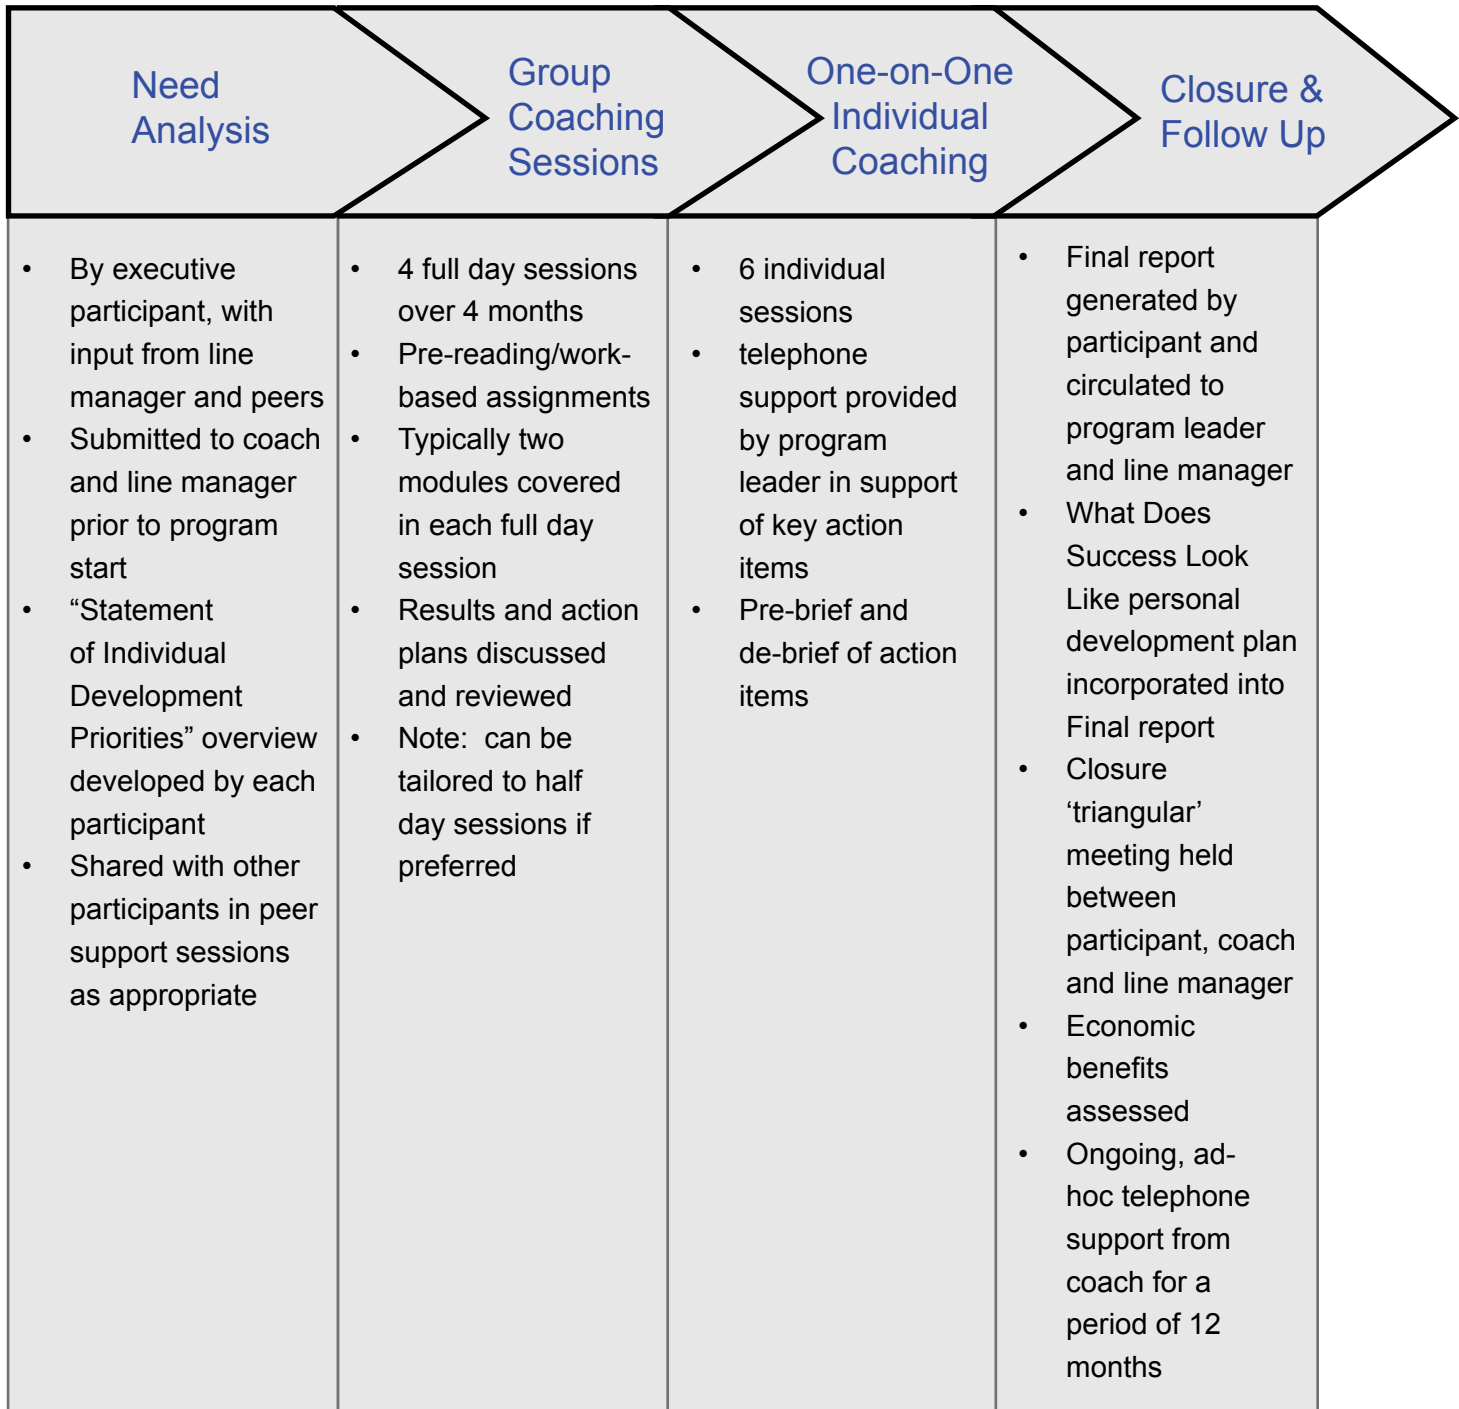 Need
Analysis
Group
Coaching
Sessions
One-on-One
Individual
Coaching
Closure &
Follow Up
• By executive
participant, with
input from line
manager and peers
• Submitted to coach
and line manager
prior to program
start
• “Statement
of Individual
Development
Priorities” overview
developed by each
participant
• Shared with other
participants in peer
support sessions
as appropriate
• 4 full day sessions
over 4 months
• Pre-reading/work-
based assignments
• Typically two
modules covered
in each full day
session
• Results and action
plans discussed
and reviewed
• Note:  can be
tailored to half
day sessions if
preferred
• 6 individual
sessions
• telephone
support provided
by program
leader in support
of key action
items
• Pre-brief and
de-brief of action
items
• Final report
generated by
participant and
circulated to
program leader
and line manager
• What Does
Success Look
Like personal
development plan
incorporated into
Final report
• Closure
‘triangular’
meeting held
between
participant, coach
and line manager
• Economic
benefits
assessed
• Ongoing, ad-
hoc telephone
support from
coach for a
period of 12
months